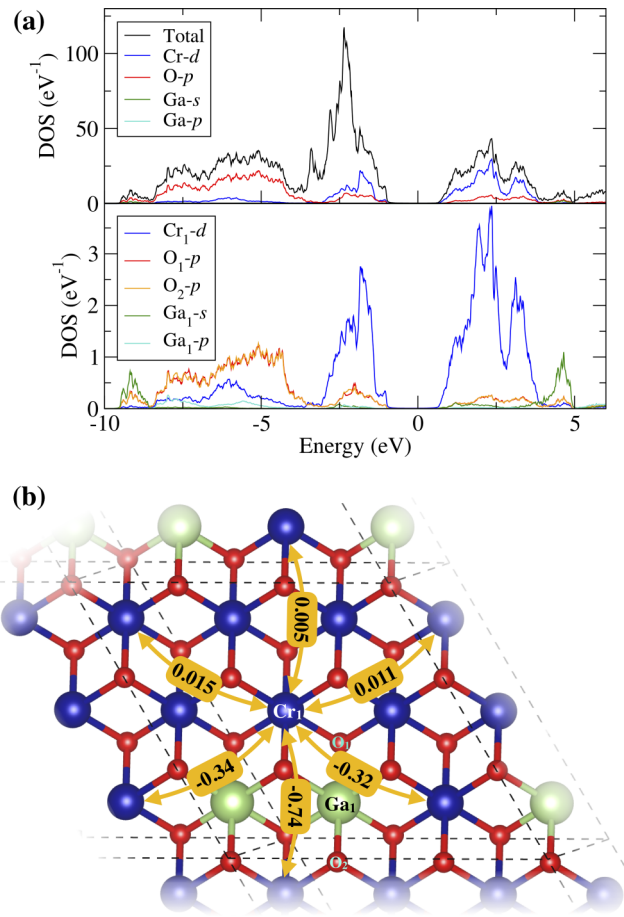 (a)
Total
Cr-d
O-p
Ga-s
Ga-p
DOS (eV⁻¹)
100
50
0
Cr₁-d
O₁-p
O₂-p
Ga₁-s
Ga₁-p
DOS (eV⁻¹)
3
2
1
0
-10
-5
0
5
Energy (eV)
(b)
0.005
0.015
0.011
Cr₁
O₁
-0.34
-0.32
-0.74
Ga₁
O₂